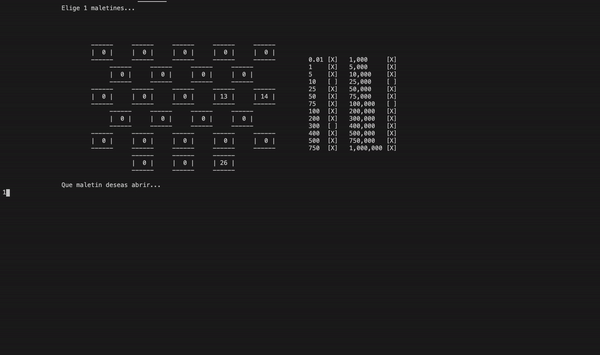 Elige 1 maletines...
| 0 | | 0 | | 0 | | 0 | | 0 |
0.01 [X] 1,000 [X]
1 [X] 5,000 [X]
| 0 | | 0 | | 0 | | 0 |
5 [X] 10,000 [X]
10 [ ] 25,000 [ ]
25 [X] 50,000 [X]
| 0 | | 0 | | 0 | | 13 | | 14 |
50 [X] 75,000 [X]
75 [X] 100,000 [ ]
100 [X] 200,000 [X]
| 0 | | 0 | | 0 | | 0 |
200 [X] 300,000 [X]
300 [ ] 400,000 [X]
400 [X] 500,000 [X]
| 0 | | 0 | | 0 | | 0 | | 0 |
500 [X] 750,000 [X]
750 [X] 1,000,000 [X]
| 0 | | 0 | | 26 |
Que maletin deseas abrir...
1